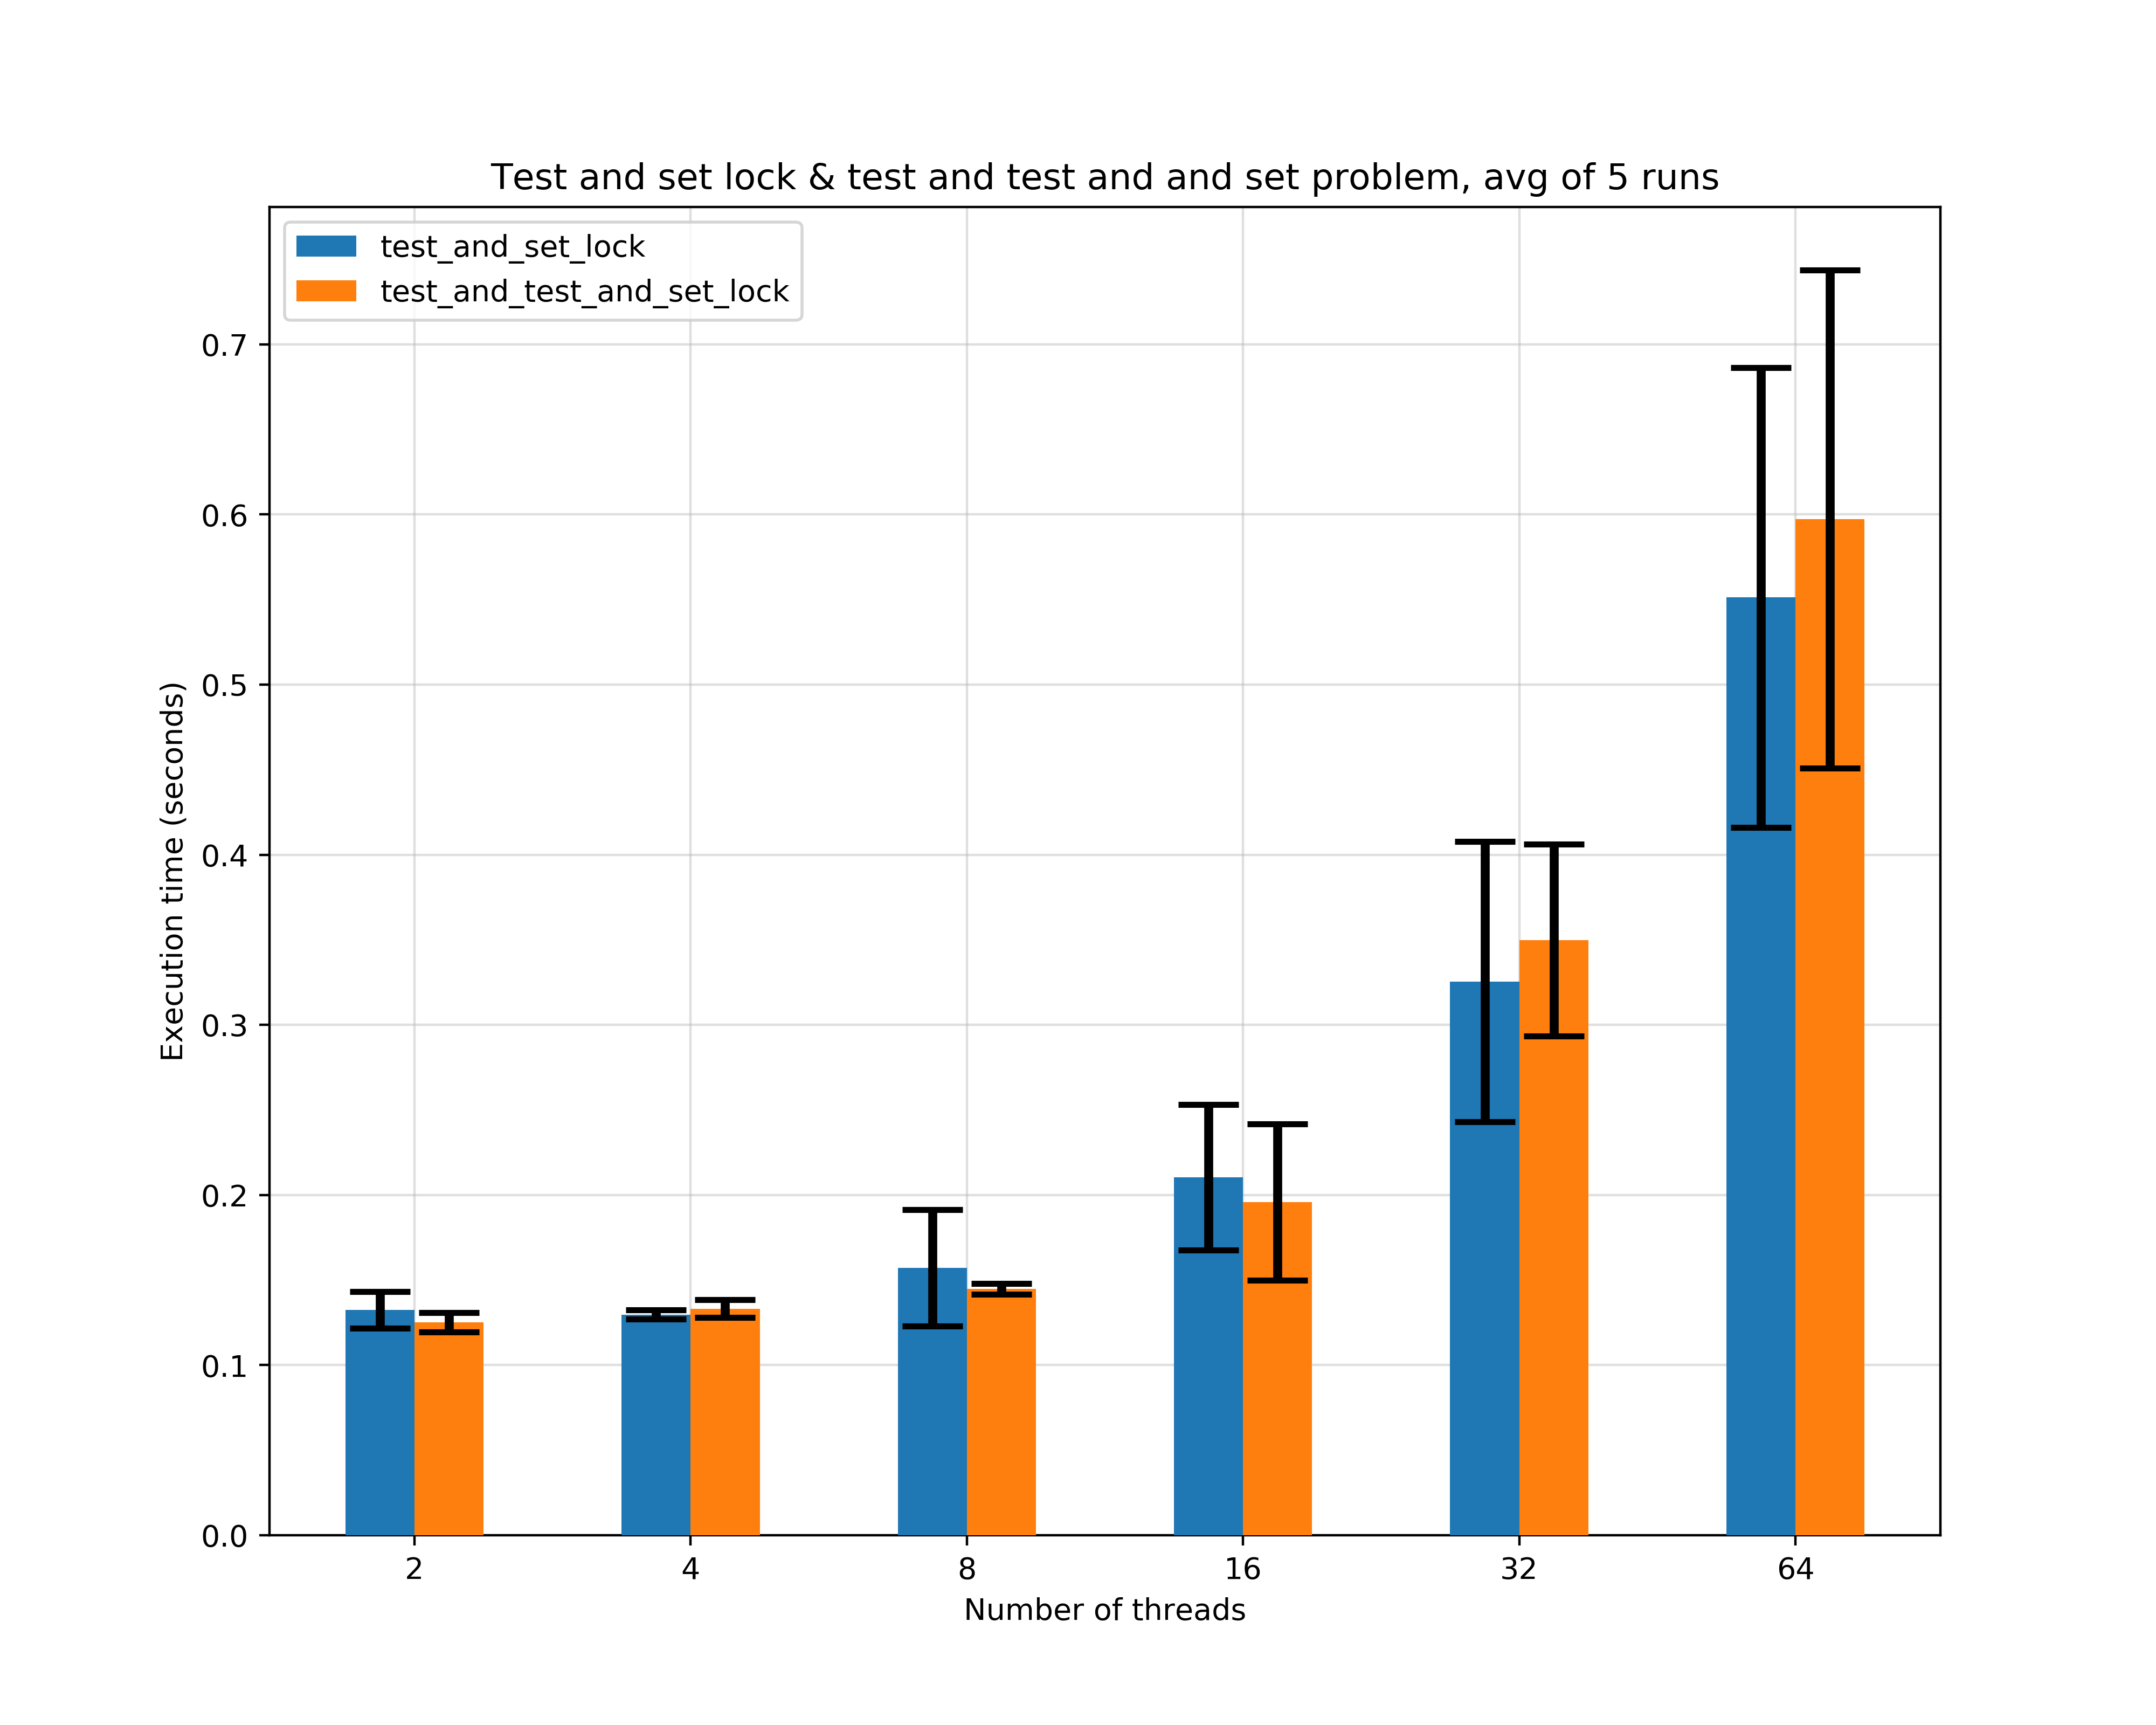 Test and set lock & test and test and and set problem, avg of 5 runs
test_and_set_lock
test_and_test_and_set_lock
0.7
0.6
0.5
0.4
0.3
0.2
0.1
0.0
Execution time (seconds)
2 4 8 16 32 64
Number of threads